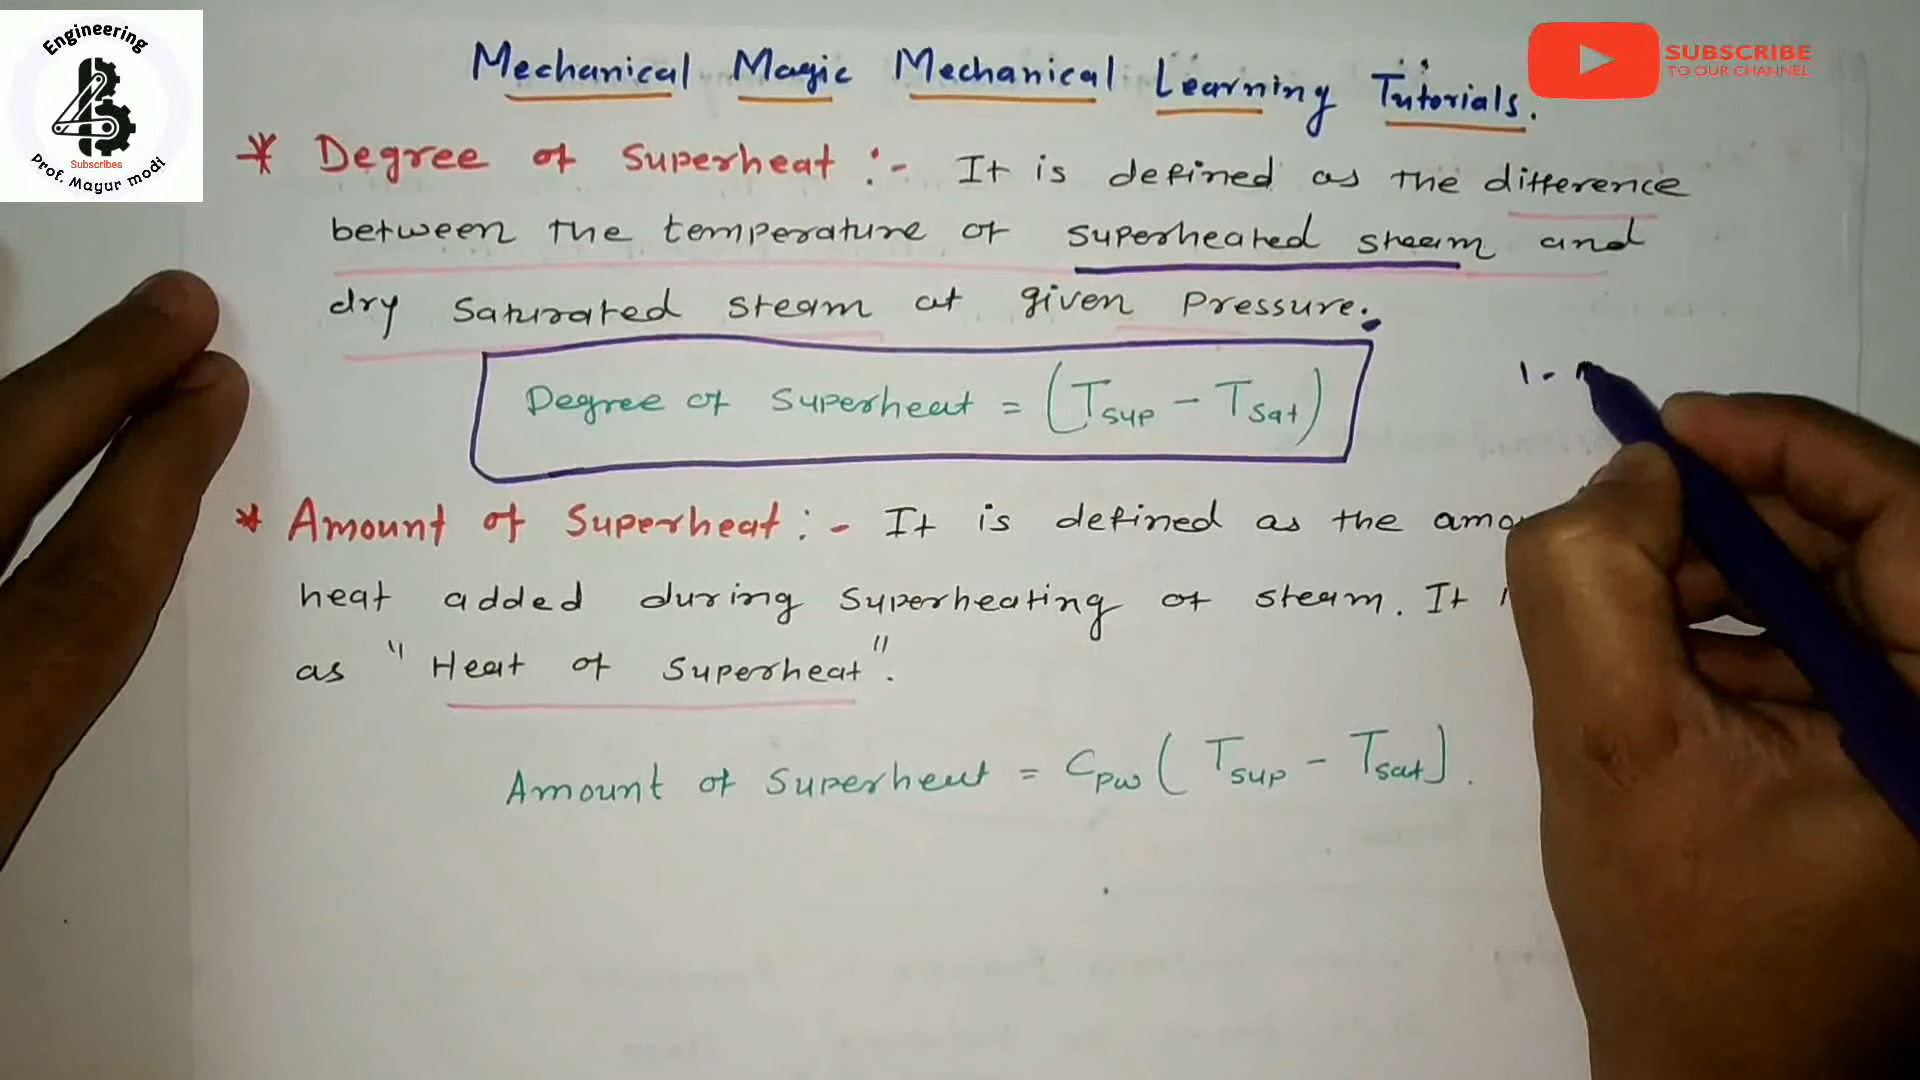 Engineering
Subscribes
Prof. Mayur modi
SUBSCRIBE
TO OUR CHANNEL
Mechanical Magic Mechanical Learning Tutorials.
* Degree of Superheat :- It is defined as the difference
between the temperature of superheated steam and
dry saturated steam at given Pressure.
Degree of Superheat = (Tsup - Tsat)
1-
* Amount of Superheat :- It is defined as the
heat added during Superheating of steam. It
as "Heat of Superheat".
Amount of Superheat = Cpw (Tsup - Tsat).